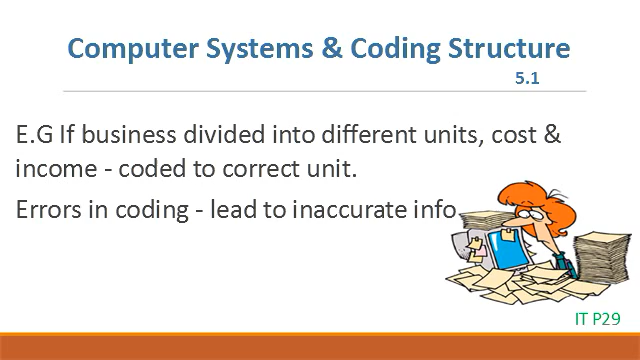 Computer Systems & Coding Structure
5.1
E.G If business divided into different units, cost &
income - coded to correct unit.
Errors in coding - lead to inaccurate info.
IT P29